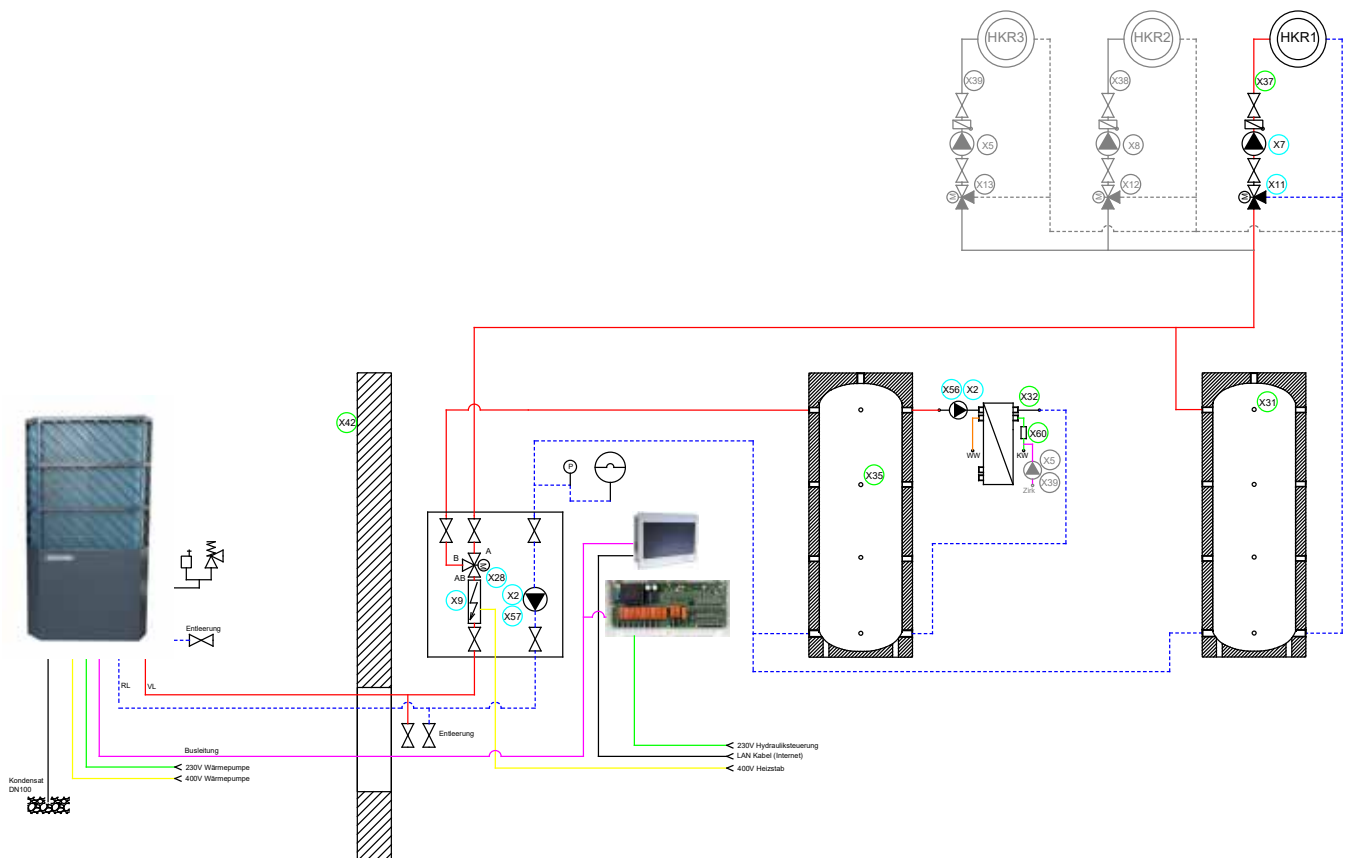 HKR3
HKR2
HKR1
X39
X38
X37
X5
X8
X7
X13
X12
X11
M
M
M
X42
X56
X2
X32
X31
X60
WW
KW
X5
X35
X39
Zirk
P
A
B
M
AB
X28
X9
X2
X57
Entleerung
RL
VL
Entleerung
Busleitung
230V Hydrauliksteuerung
LAN Kabel (Internet)
230V Wärmepumpe
400V Heizstab
400V Wärmepumpe
Kondensat
DN100